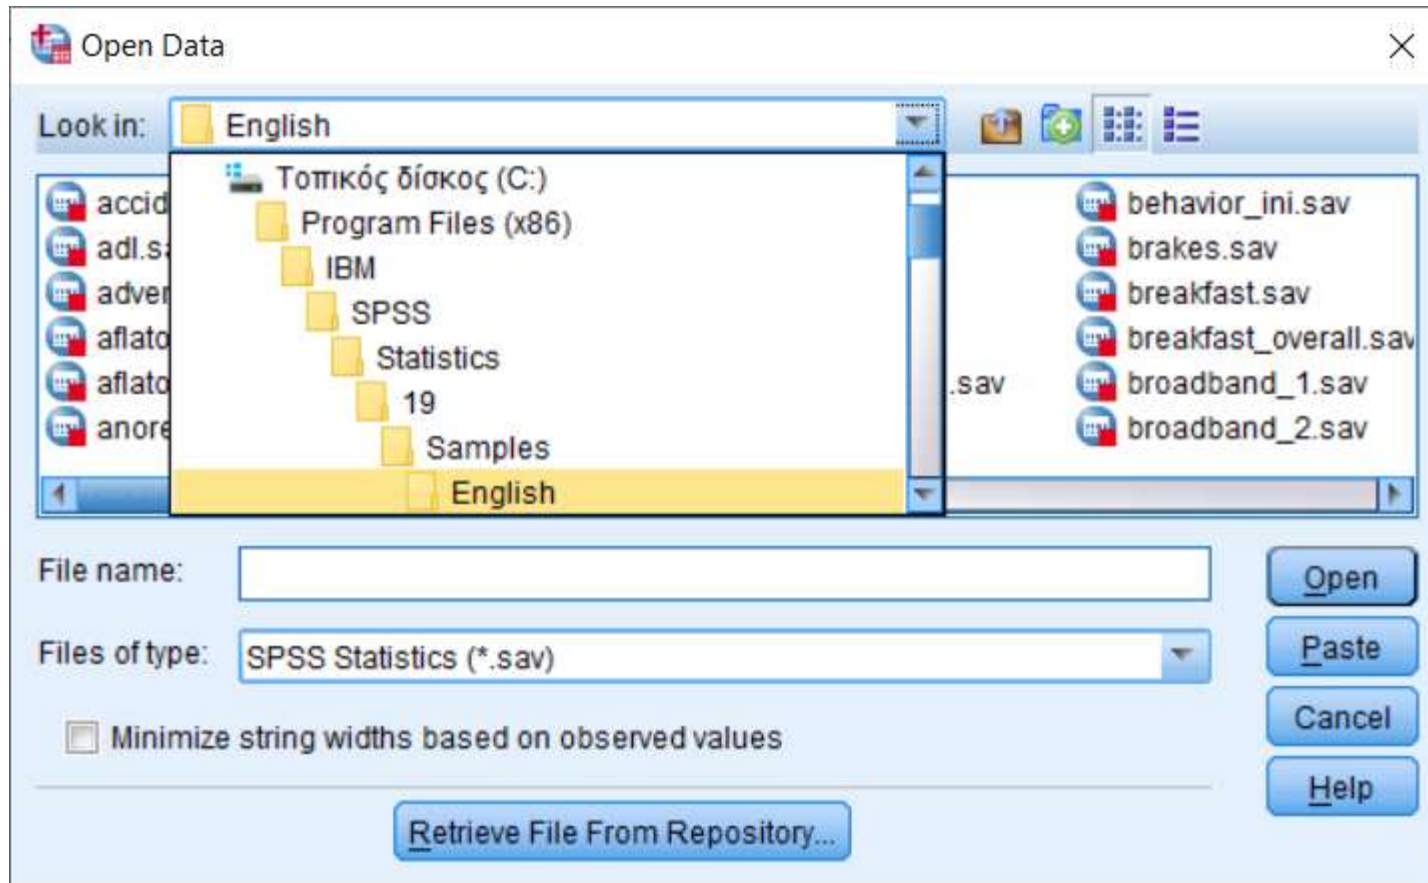 Open Data
Look in: English
Τοπικός δίσκος (C:)
Program Files (x86)
IBM
SPSS
Statistics
19
Samples
English
accid
adl.sa
adver
aflato
aflato
anore
.sav
behavior_ini.sav
brakes.sav
breakfast.sav
breakfast_overall.sav
broadband_1.sav
broadband_2.sav
File name:
Open
Files of type: SPSS Statistics (*.sav)
Paste
Minimize string widths based on observed values
Cancel
Help
Retrieve File From Repository...